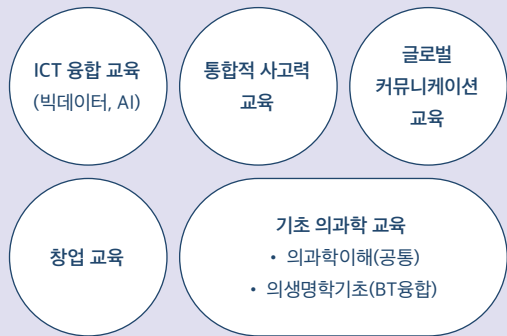 ICT 융합 교육
(빅데이터, AI)
통합적 사고력
교육
글로벌
커뮤니케이션
교육
창업 교육
기초 의과학 교육
• 의과학이해(공통)
• 의생명학기초(BT융합)